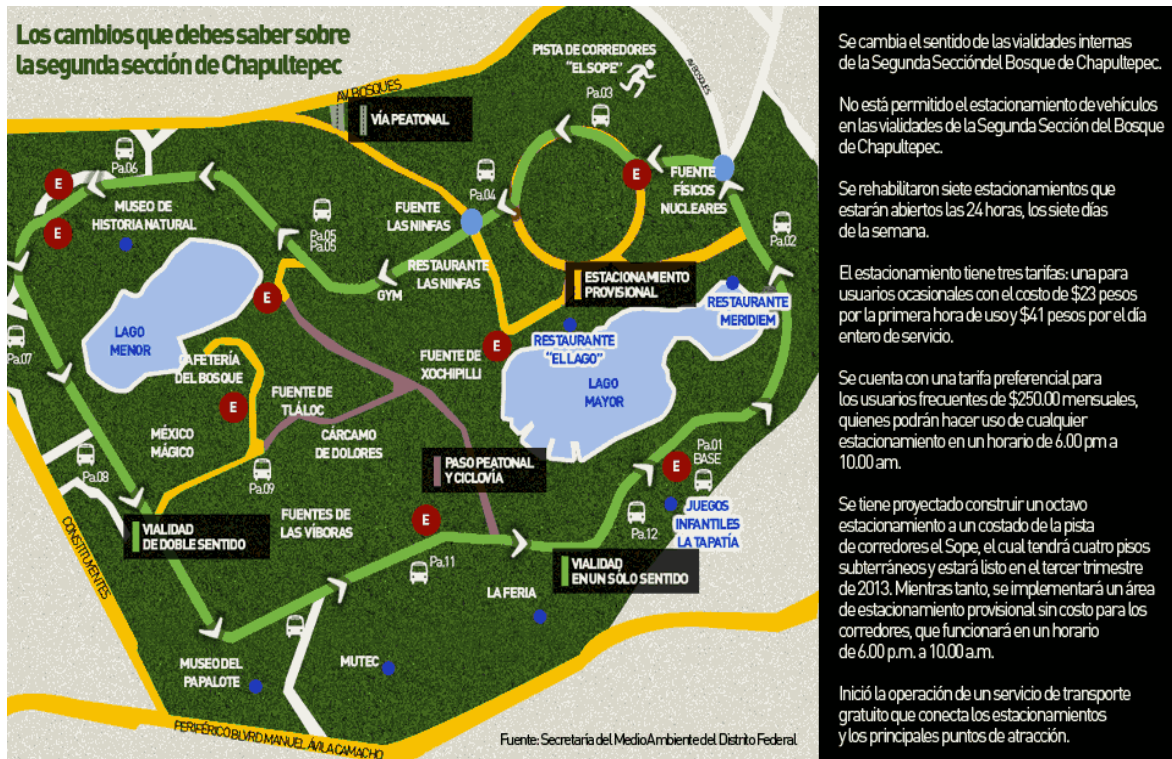 Los cambios que debes saber sobre
la segunda sección de Chapultepec
AV. BOSQUES
VÍA PEATONAL
PISTA DE CORREDORES
"EL SOPE"
Pa.03
AV. BOSQUES
Pa.06
E
E
MUSEO DE
HISTORIA NATURAL
Pa.05
Pa.05
Pa.04
FUENTE
LAS NINFAS
E
FUENTE
FÍSICOS
NUCLEARES
Pa.02
RESTAURANTE
LAS NINFAS
GYM
ESTACIONAMIENTO
PROVISIONAL
RESTAURANTE
MERIDIEM
E
LAGO
MENOR
Pa.07
CAFETERÍA
DEL BOSQUE
E
FUENTE DE
XOCHIPILLI
E
RESTAURANTE
"EL LAGO"
LAGO
MAYOR
FUENTE DE
TLÁLOC
CÁRCAMO
DE DOLORES
MÉXICO
MÁGICO
Pa.08
Pa.09
PASO PEATONAL
Y CICLOVÍA
Pa.01
BASE
E
CONSTITUYENTES
VIALIDAD
DE DOBLE SENTIDO
FUENTES DE
LAS VÍBORAS
E
Pa.11
Pa.12
JUEGOS
INFANTILES
LA TAPATÍA
VIALIDAD
EN UN SÓLO SENTIDO
LA FERIA
MUSEO DEL
PAPALOTE
MUTEC
PERIFÉRICO BLVRD MANUEL ÁVILA CAMACHO
Fuente: Secretaria del Medio Ambiente del Distrito Federal
Se cambia el sentido de las vialidades internas
de la Segunda Seccióndel Bosque de Chapultepec.
No está permitido el estacionamiento de vehículos
en las vialidades de la Segunda Sección del Bosque
de Chapultepec.
Se rehabilitaron siete estacionamientos que
estarán abiertos las 24 horas, los siete días
de la semana.
El estacionamiento tiene tres tarifas: una para
usuarios ocasionales con el costo de $23 pesos
por la primera hora de uso y $41 pesos por el día
entero de servicio.
Se cuenta con una tarifa preferencial para
los usuarios frecuentes de $250.00 mensuales,
quienes podrán hacer uso de cualquier
estacionamiento en un horario de 6.00 pm a
10.00 am.
Se tiene proyectado construir un octavo
estacionamiento a un costado de la pista
de corredores el Sope, el cual tendrá cuatro pisos
subterráneos y estará listo en el tercer trimestre
de 2013. Mientras tanto, se implementará un área
de estacionamiento provisional sin costo para los
corredores, que funcionará en un horario
de 6.00 p.m. a 10.00 a.m.
Inició la operación de un servicio de transporte
gratuito que conecta los estacionamientos
y los principales puntos de atracción.